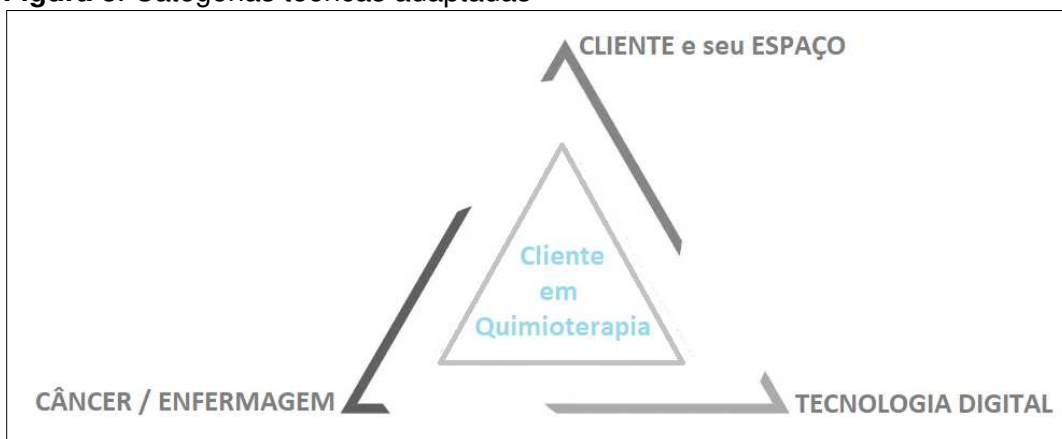 CLIENTE e seu ESPAÇO
Cliente
em
Quimioterapia
CÂNCER / ENFERMAGEM
TECNOLOGIA DIGITAL